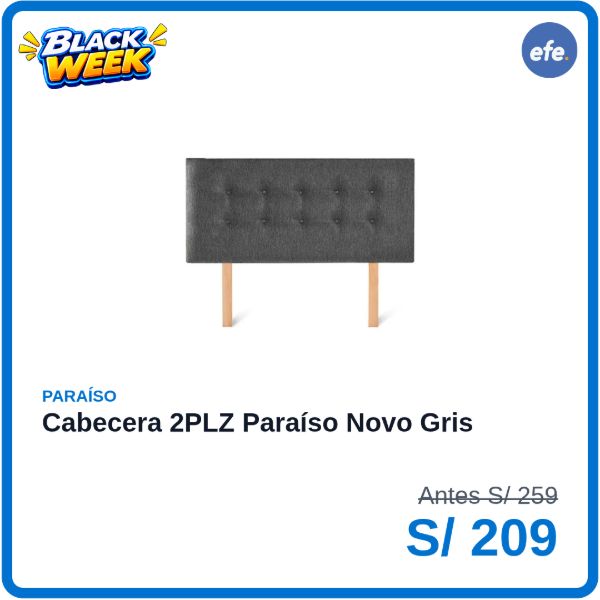 BLACK
WEEK
efe.
PARAÍSO
Cabecera 2PLZ Paraíso Novo Gris
Antes S/ 259
S/ 209